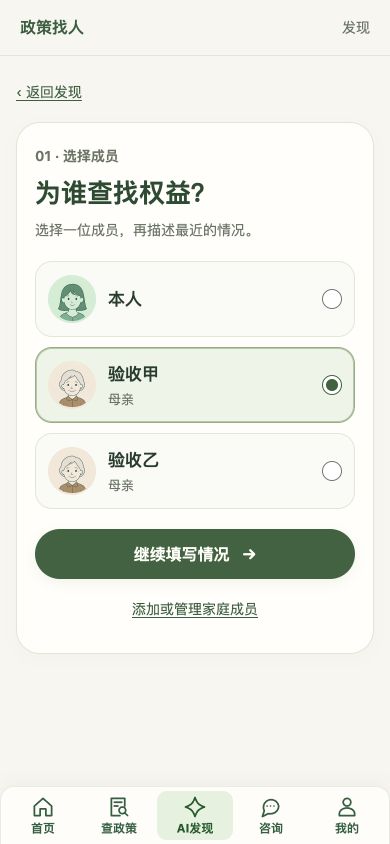 政策找人
发现
‹ 返回发现
01 · 选择成员
为谁查找权益?
选择一位成员，再描述最近的情况。
本人
验收甲
母亲
验收乙
母亲
继续填写情况 →
添加或管理家庭成员
首页
查政策
AI发现
咨询
我的